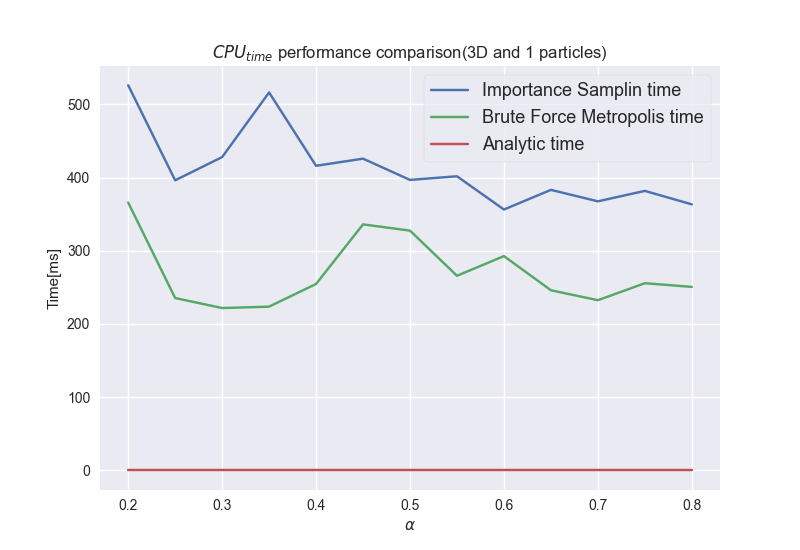 CPU_time performance comparison(3D and 1 particles)
Importance Samplin time
Brute Force Metropolis time
Analytic time
Time[ms]
500
400
300
200
100
0
0.2 0.3 0.4 0.5 0.6 0.7 0.8
α